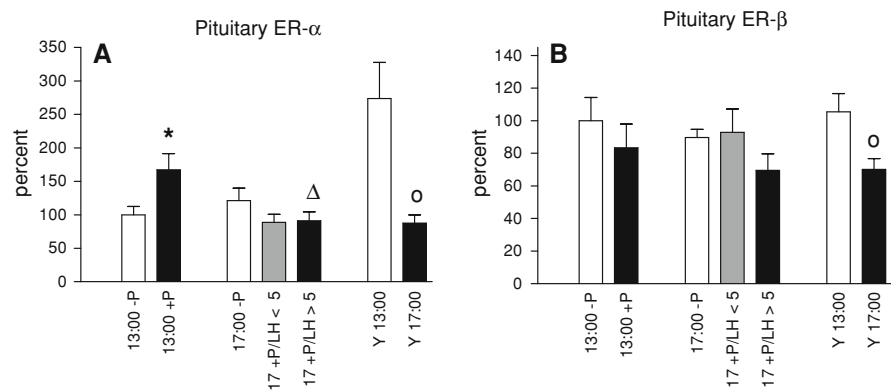 Pituitary ER-α
A
350
300
250
200
150
100
50
0
percent
*
Δ
o
13:00 -P
13:00 +P
17:00 -P
17 +P/LH < 5
17 +P/LH > 5
Y 13:00
Y 17:00
Pituitary ER-β
B
140
120
100
80
60
40
20
0
percent
o
13:00 -P
13:00 +P
17:00 -P
17 +P/LH < 5
17 +P/LH > 5
Y 13:00
Y 17:00